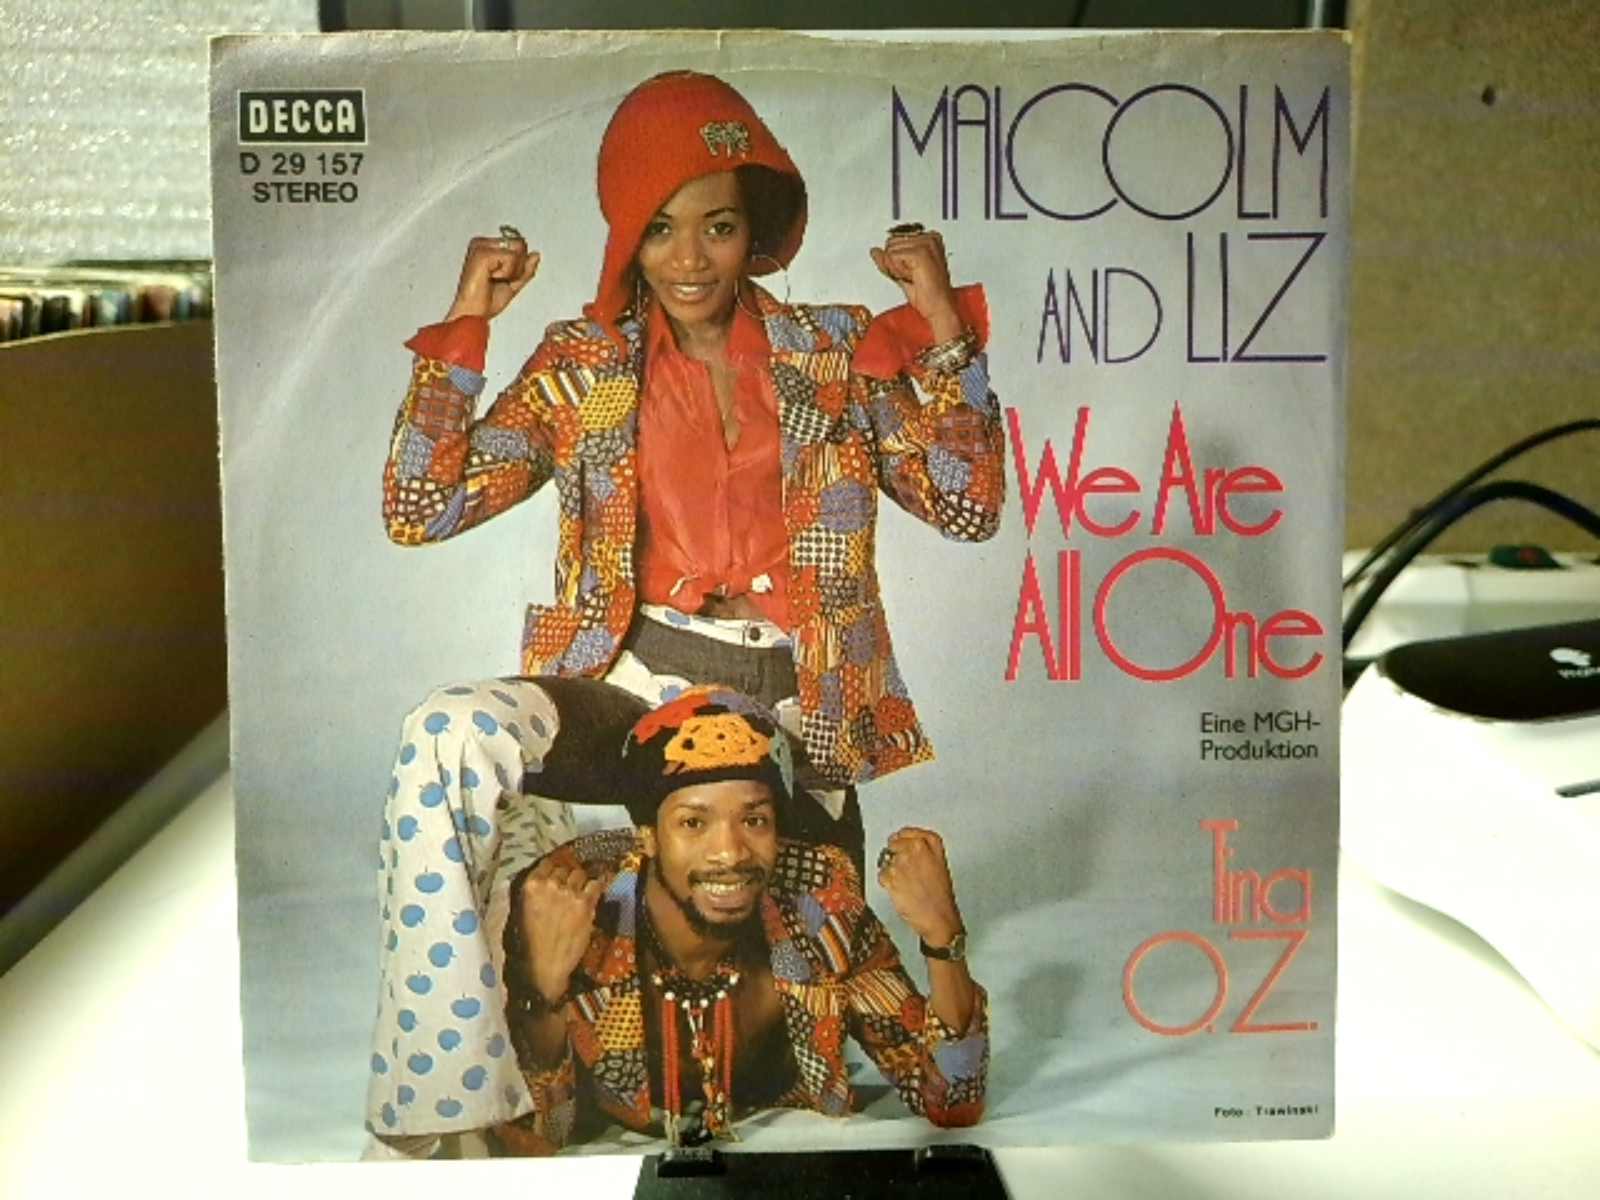 DECCA
D 29 157
STEREO
MALCOLM
AND LIZ
We Are
All One
Eine MGH-
Produktion
Tina
O.Z.
Foto: Trawinski